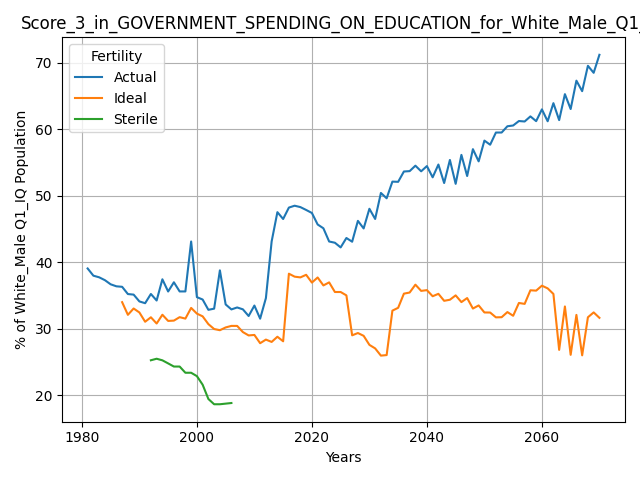 Score_3_in_GOVERNMENT_SPENDING_ON_EDUCATION_for_White_Male_Q1_
Fertility
Actual
Ideal
Sterile
% of White_Male Q1_IQ Population
70
60
50
40
30
20
1980 2000 2020 2040 2060
Years